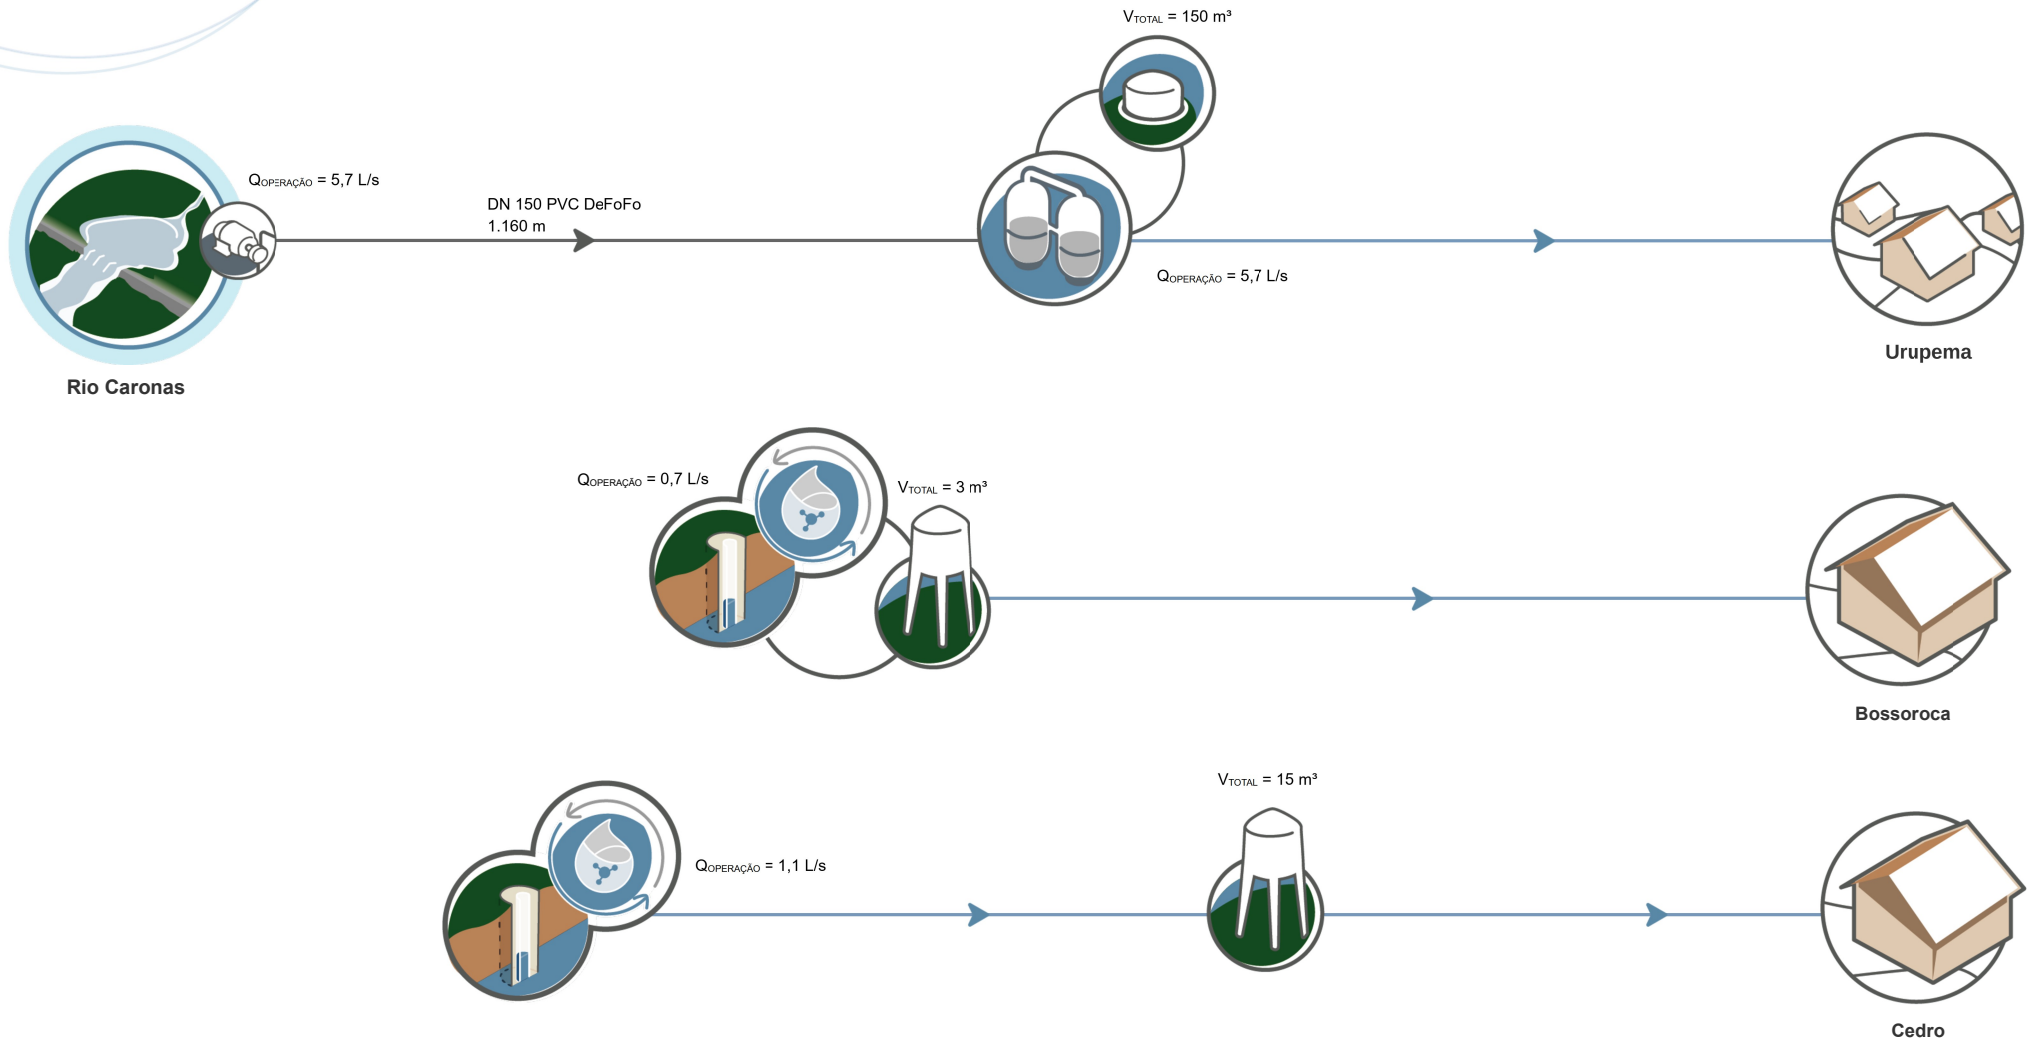 VTOTAL = 150 m³
QOPERAÇÃO = 5,7 L/s
DN 150 PVC DeFoFo
1.160 m
QOPERAÇÃO = 5,7 L/s
Urupema
Rio Caronas
QOPERAÇÃO = 0,7 L/s
VTOTAL = 3 m³
Bossoroca
VTOTAL = 15 m³
QOPERAÇÃO = 1,1 L/s
Cedro